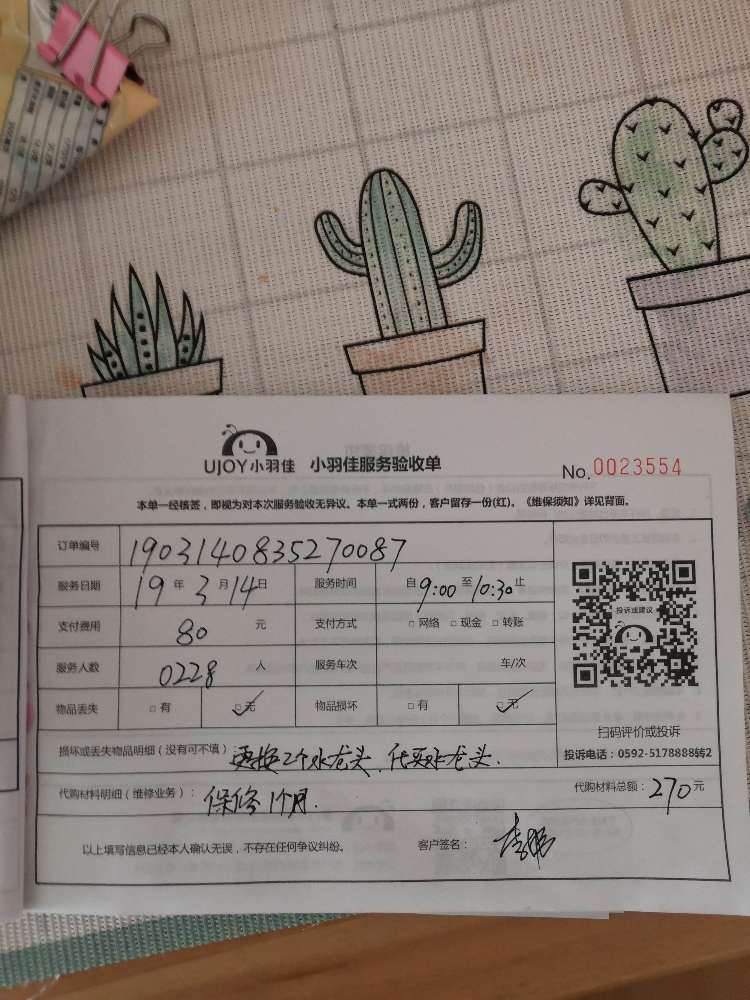 UJOY小羽佳 小羽佳服务验收单 No.0023554
本单一经核签，即视为对本次服务验收无异议。本单一式两份，客户留存一份(红)。《维保须知》详见背面。
订单编号 1903140835270087
服务日期 19年3月14日 服务时间 自9:00至10:30止
支付费用 80元 支付方式 □网络 □现金 □转账
服务人数 0228人 服务车次 车/次
物品丢失 □有 □无 物品损坏 □有 □无
投诉或建议
扫码评价或投诉
投诉电话：0592-5178888转2
损坏或丢失物品明细（没有可不填）：更换2个水龙头、代买水龙头.
代购材料明细（维修业务）：保修1个月. 代购材料总额：270元
以上填写信息已经本人确认无误，不存在任何争议纠纷。 客户签名：